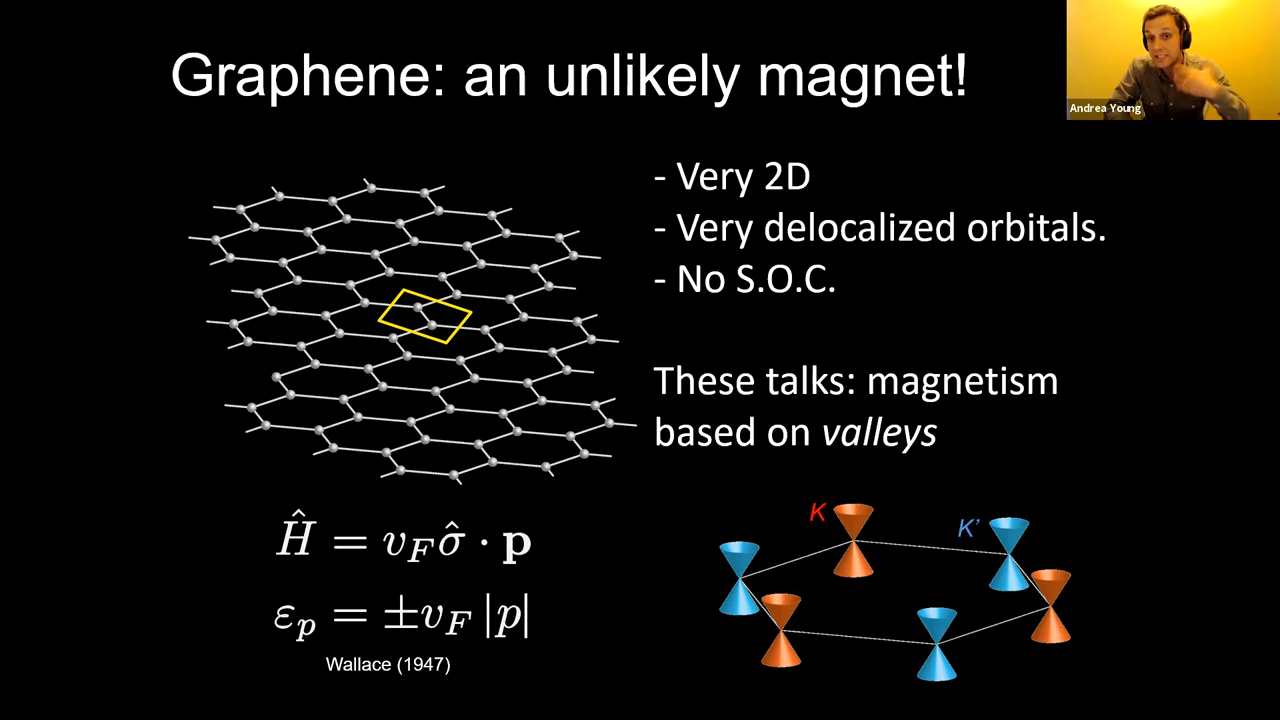 Graphene: an unlikely magnet!
Andrea Young
- Very 2D
- Very delocalized orbitals.
- No S.O.C.
These talks: magnetism
based on valleys
Ĥ = v_F σ̂ · p
ε_p = ±v_F |p|
Wallace (1947)
K
K'